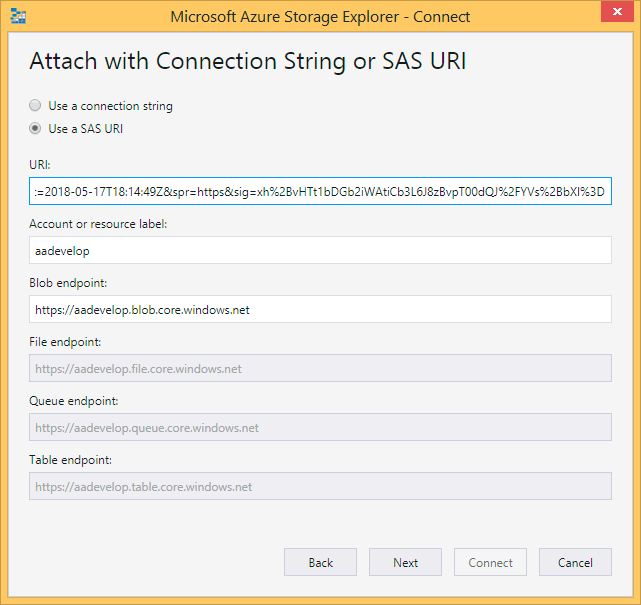 Microsoft Azure Storage Explorer - Connect
Attach with Connection String or SAS URI
Use a connection string
Use a SAS URI
URI:
:=2018-05-17T18:14:49Z&spr=https&sig=xh%2BvHTt1bDGb2iWAtiCb3L6J8zBvpT00dQJ%2FYVs%2BbXI%3D
Account or resource label:
aadevelop
Blob endpoint:
https://aadevelop.blob.core.windows.net
File endpoint:
https://aadevelop.file.core.windows.net
Queue endpoint:
https://aadevelop.queue.core.windows.net
Table endpoint:
https://aadevelop.table.core.windows.net
Back Next Connect Cancel